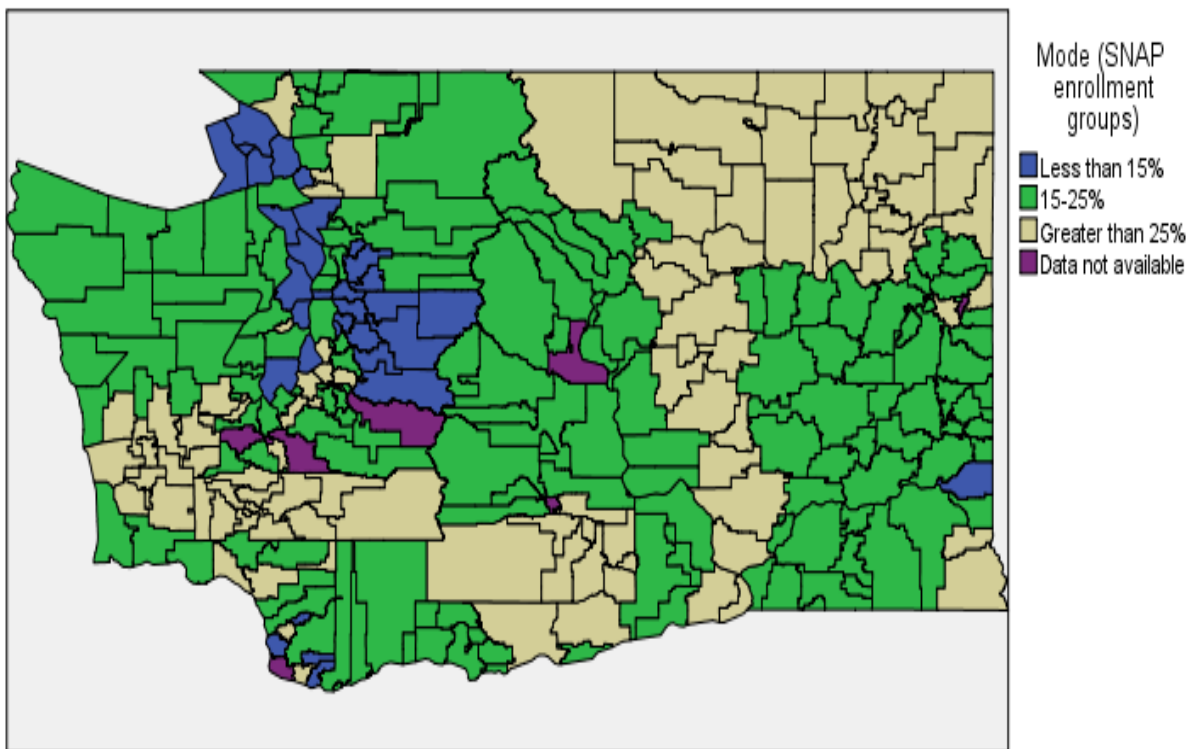 Mode (SNAP
enrollment
groups)
Less than 15%
15-25%
Greater than 25%
Data not available